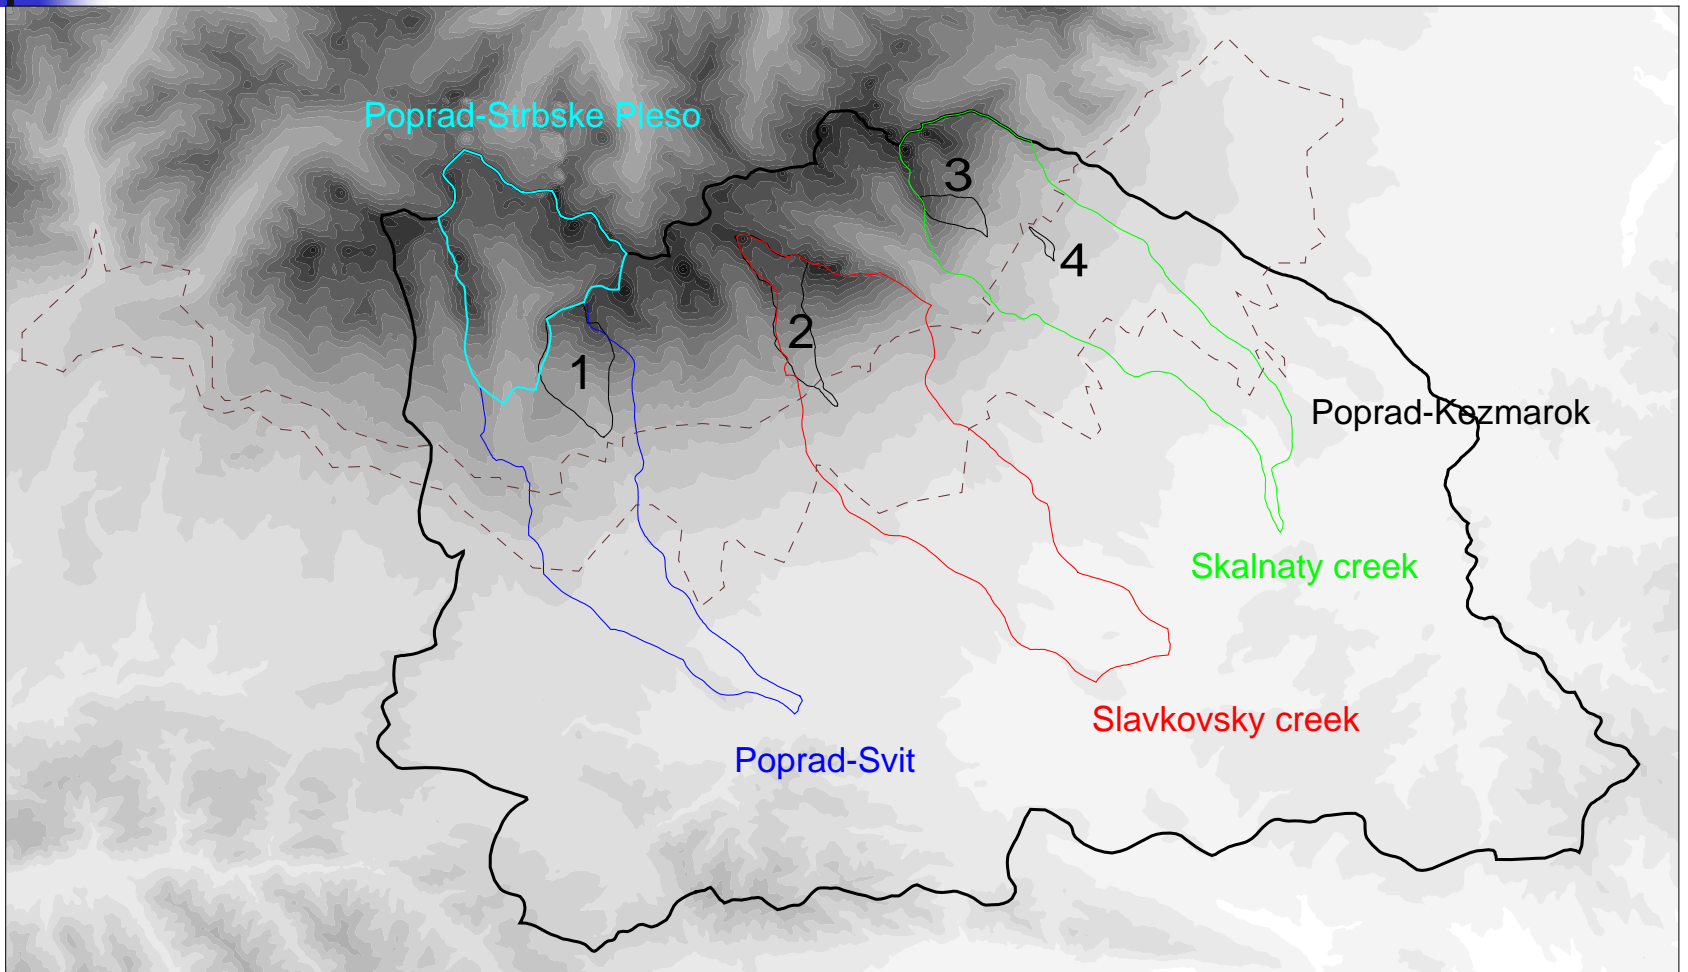 Poprad-Strbske Pleso
3
4
2
1
Poprad-Kezmarok
Skalnaty creek
Slavkovsky creek
Poprad-Svit